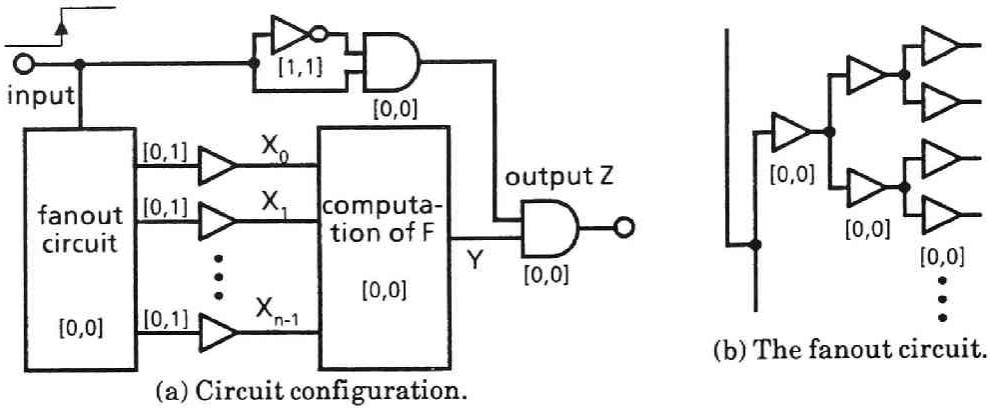 input
[1,1]
[0,0]
fanout
circuit
[0,0]
[0,1]
X0
[0,1]
X1
[0,1]
Xn-1
computa-
tion of F
[0,0]
output Z
Y
[0,0]
(a) Circuit configuration.
[0,0]
[0,0]
[0,0]
(b) The fanout circuit.